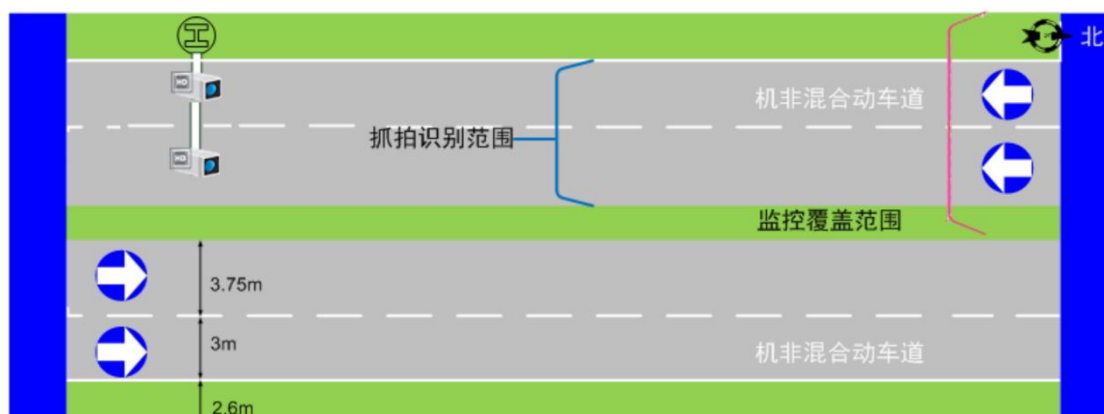 北
机非混合动车道
抓拍识别范围
监控覆盖范围
3.75m
3m
机非混合动车道
2.6m